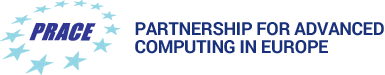 PRACE
PARTNERSHIP FOR ADVANCED
COMPUTING IN EUROPE